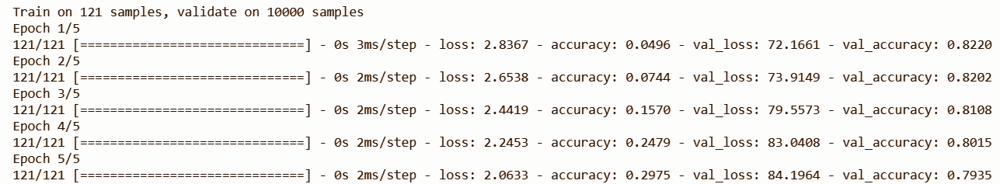 Train on 121 samples, validate on 10000 samples
Epoch 1/5
121/121 [==============================] - 0s 3ms/step - loss: 2.8367 - accuracy: 0.0496 - val_loss: 72.1661 - val_accuracy: 0.8220
Epoch 2/5
121/121 [==============================] - 0s 2ms/step - loss: 2.6538 - accuracy: 0.0744 - val_loss: 73.9149 - val_accuracy: 0.8202
Epoch 3/5
121/121 [==============================] - 0s 2ms/step - loss: 2.4419 - accuracy: 0.1570 - val_loss: 79.5573 - val_accuracy: 0.8108
Epoch 4/5
121/121 [==============================] - 0s 2ms/step - loss: 2.2453 - accuracy: 0.2479 - val_loss: 83.0408 - val_accuracy: 0.8015
Epoch 5/5
121/121 [==============================] - 0s 2ms/step - loss: 2.0633 - accuracy: 0.2975 - val_loss: 84.1964 - val_accuracy: 0.7935